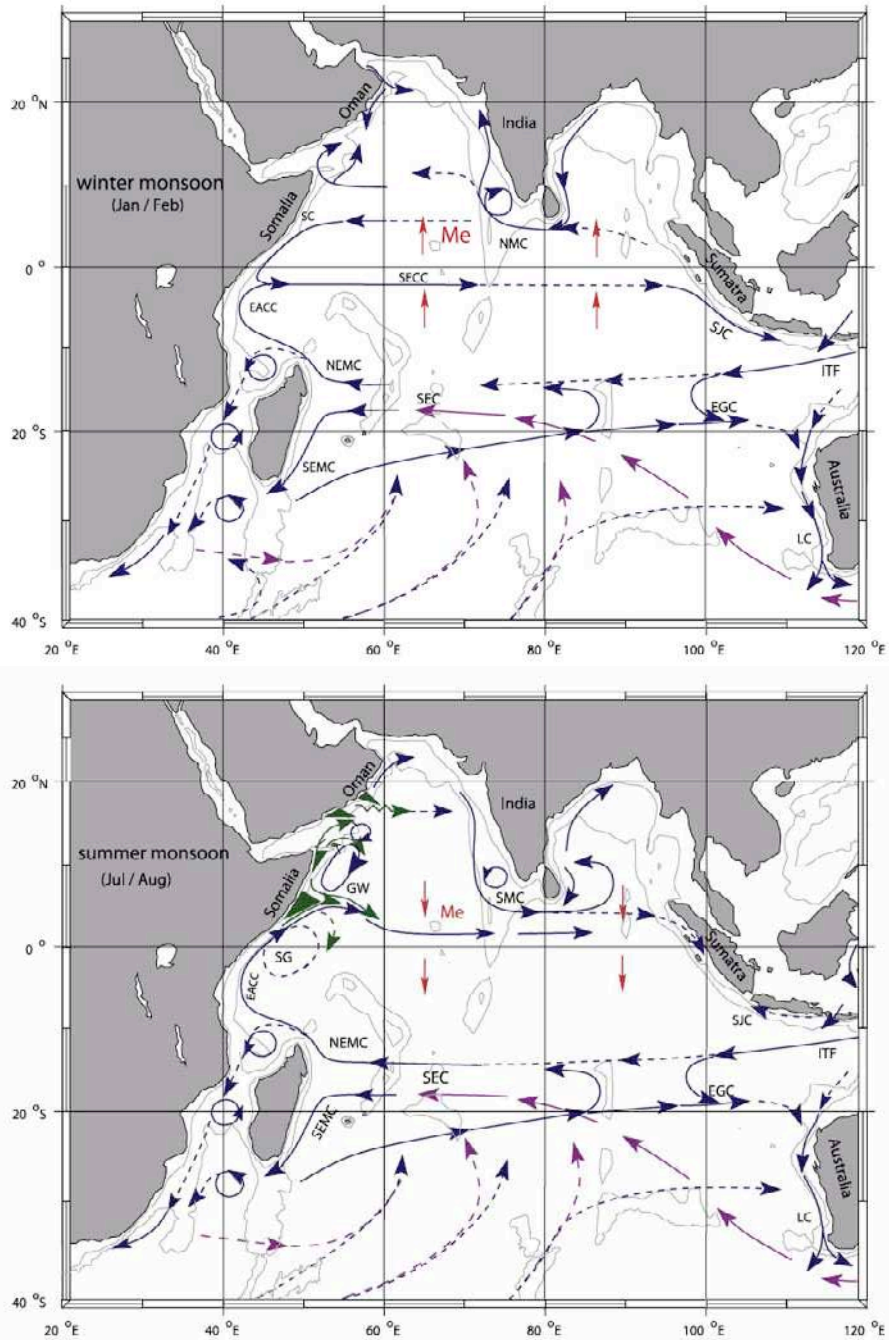 20 °N
0 °
20 °S
40 °S
20 °E
40 °E
60 °E
80 °E
100 °E
120 °E
winter monsoon
(Jan / Feb)
Oman
India
Somalia
SC
Me
NMC
Sumatra
SECC
EACC
SJC
NEMC
ITF
SEC
EGC
SEMC
Australia
LC
20 °N
0 °
20 °S
40 °S
20 °E
40 °E
60 °E
80 °E
100 °E
120 °E
summer monsoon
(Jul / Aug)
Oman
India
Somalia
GW
SMC
Me
Sumatra
SG
EACC
SJC
NEMC
ITF
SEC
EGC
SEMC
Australia
LC